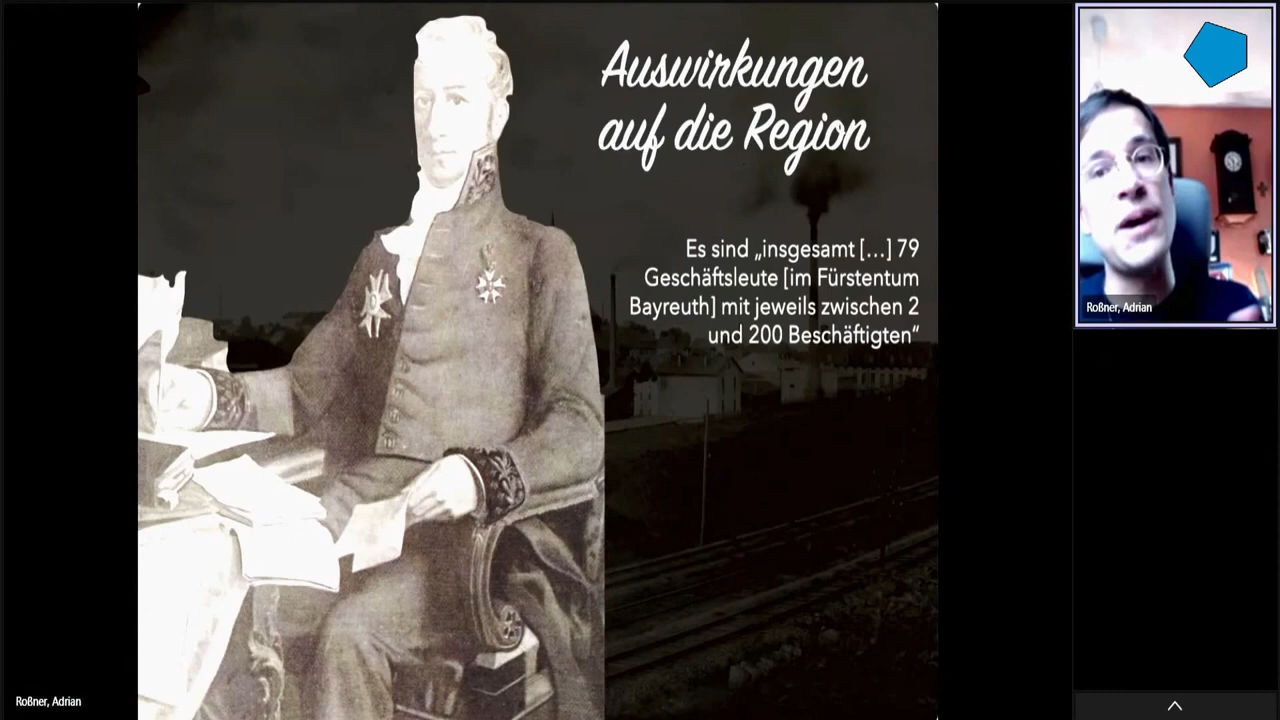 Auswirkungen
auf die Region
Es sind „insgesamt [...] 79
Geschäftsleute [im Fürstentum
Bayreuth] mit jeweils zwischen 2
und 200 Beschäftigten“
Roßner, Adrian
Roßner, Adrian